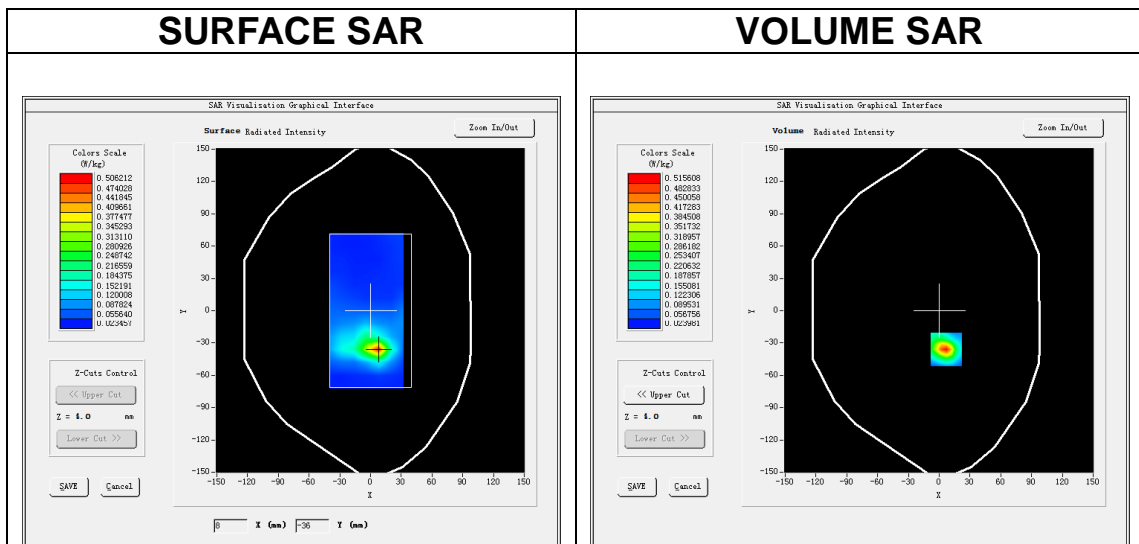 SURFACE SAR
VOLUME SAR
SAR Visualisation Graphical Interface
Surface Radiated Intensity
Zoom In/Out
Colors Scale
(W/kg)
0.506212
0.474028
0.441845
0.409661
0.377477
0.345293
0.313110
0.280926
0.248742
0.216559
0.184375
0.152191
0.120008
0.087824
0.055640
0.023457
Z-Cuts Control
<< Upper Cut
Z = 4.0 mm
Lower Cut >>
SAVE Cancel
150
120
90
60
30
0
-30
-60
-90
-120
-150
Y
-150 -120 -90 -60 -30 0 30 60 90 120 150
X
8 X (mm) -36 Y (mm)
SAR Visualisation Graphical Interface
Volume Radiated Intensity
Zoom In/Out
Colors Scale
(W/kg)
0.515608
0.482833
0.450058
0.417283
0.384508
0.351732
0.318957
0.286182
0.253407
0.220632
0.187857
0.155081
0.122306
0.089531
0.056756
0.023981
Z-Cuts Control
<< Upper Cut
Z = 4.0 mm
Lower Cut >>
SAVE Cancel
150
120
90
60
30
0
-30
-60
-90
-120
-150
Y
-150 -120 -90 -60 -30 0 30 60 90 120 150
X